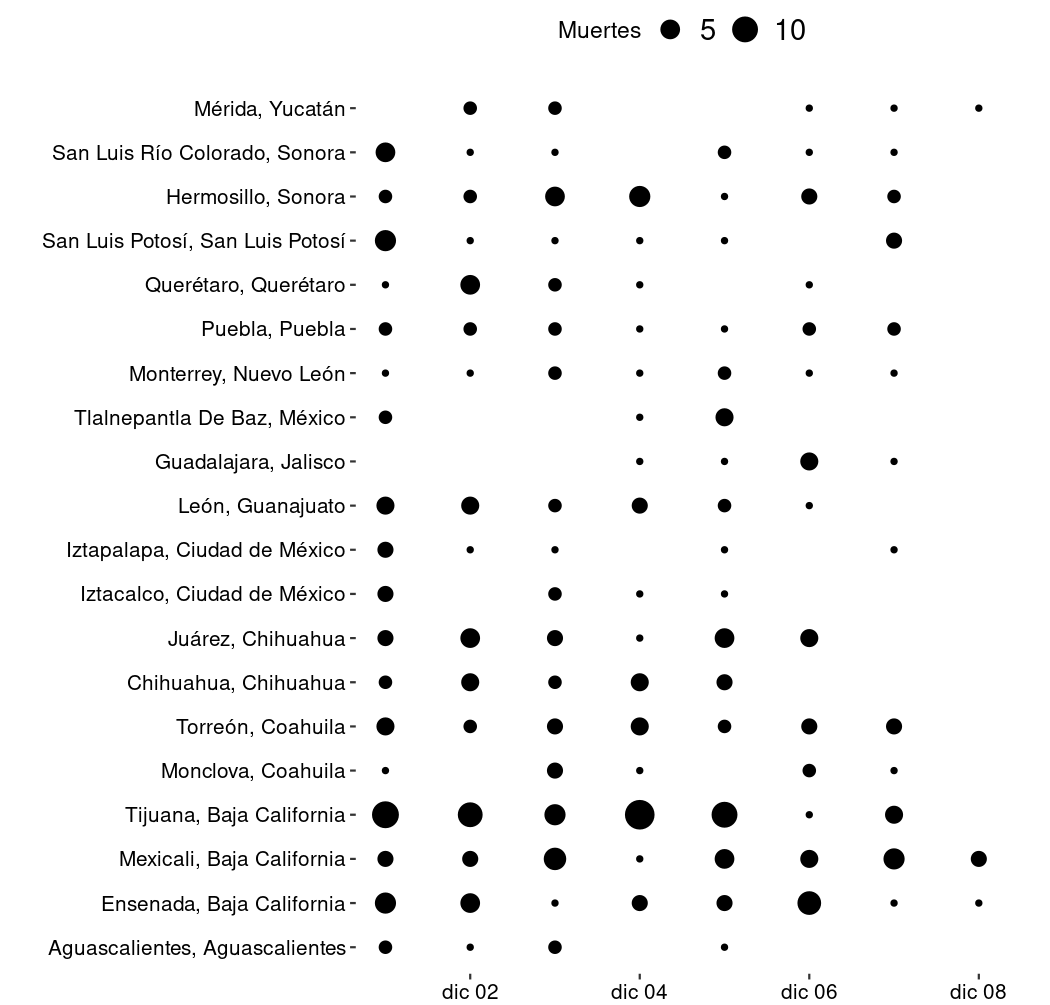 Muertes 5 10
Mérida, Yucatán
San Luis Río Colorado, Sonora
Hermosillo, Sonora
San Luis Potosí, San Luis Potosí
Querétaro, Querétaro
Puebla, Puebla
Monterrey, Nuevo León
Tlalnepantla De Baz, México
Guadalajara, Jalisco
León, Guanajuato
Iztapalapa, Ciudad de México
Iztacalco, Ciudad de México
Juárez, Chihuahua
Chihuahua, Chihuahua
Torreón, Coahuila
Monclova, Coahuila
Tijuana, Baja California
Mexicali, Baja California
Ensenada, Baja California
Aguascalientes, Aguascalientes
dic 02 dic 04 dic 06 dic 08